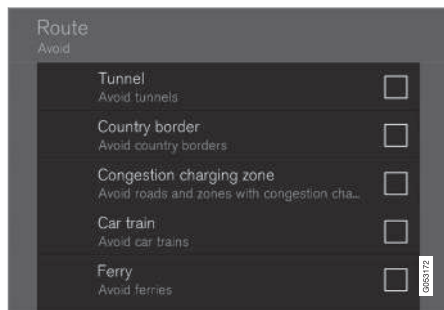 Route
Avoid
Tunnel
Avoid tunnels
Country border
Avoid country borders
Congestion charging zone
Avoid roads and zones with congestion cha...
Car train
Avoid car trains
Ferry
Avoid ferries
G053172